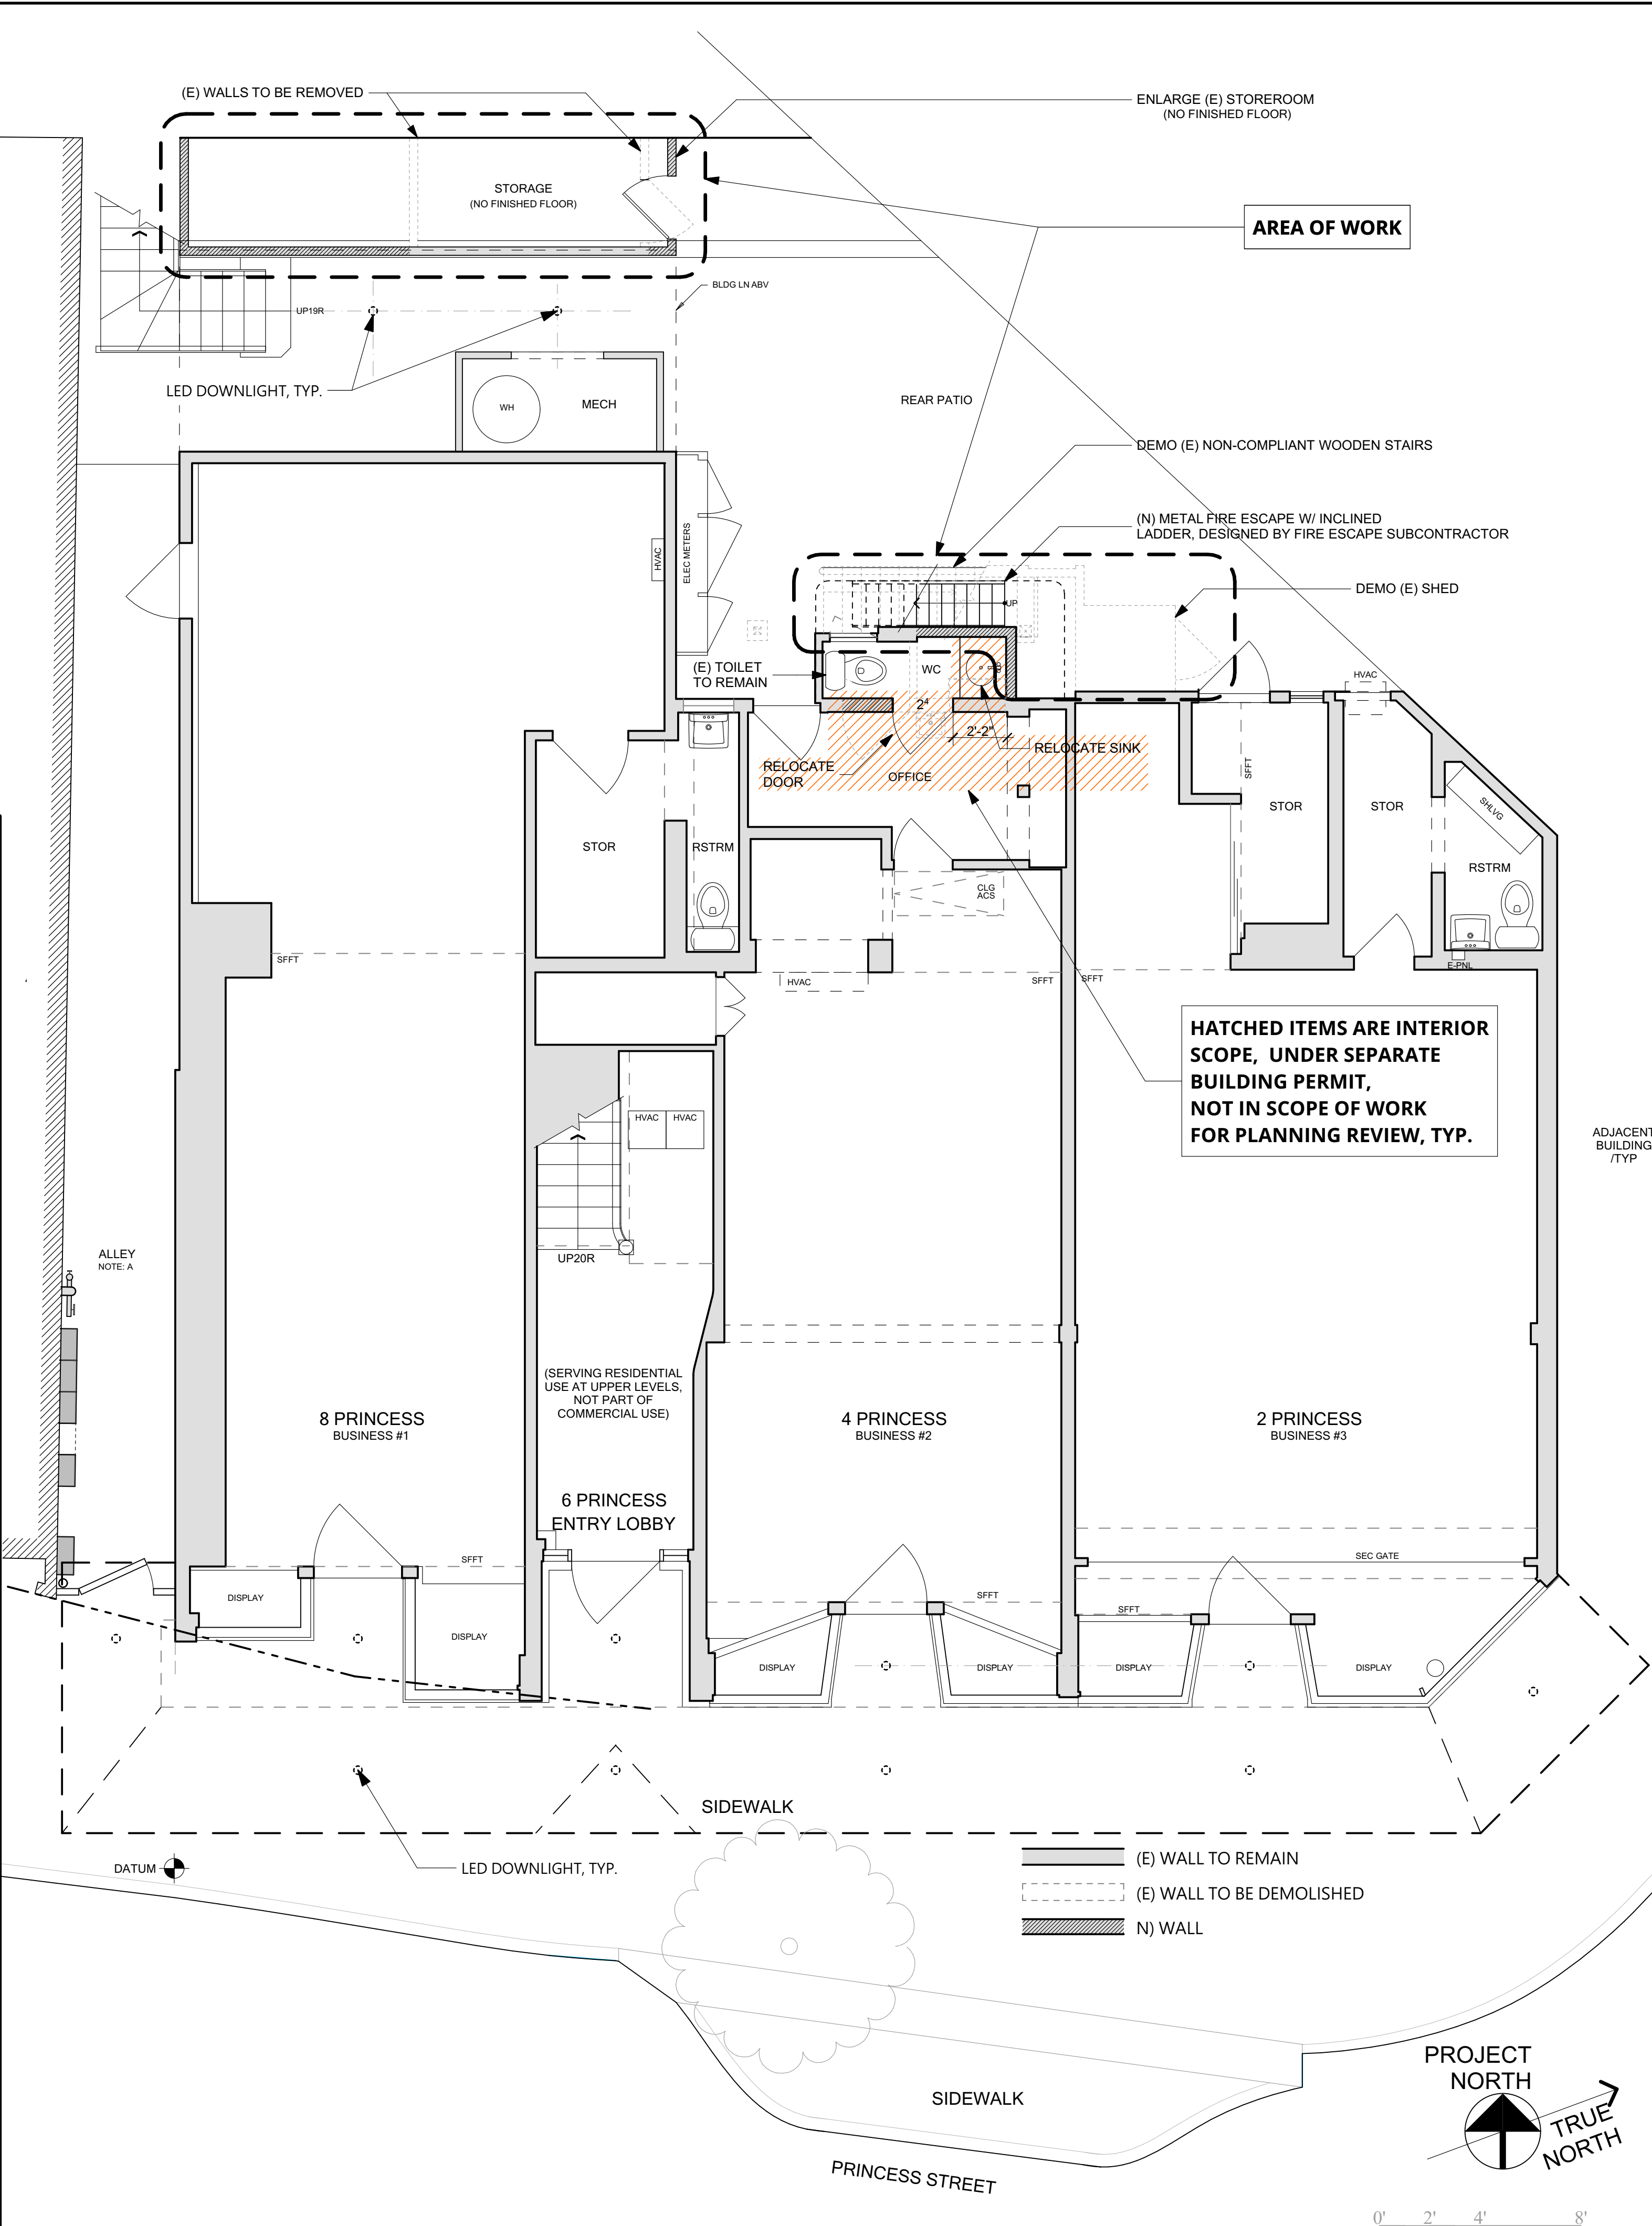 (E) WALLS TO BE REMOVED
ENLARGE (E) STOREROOM
(NO FINISHED FLOOR)
STORAGE
(NO FINISHED FLOOR)
AREA OF WORK
BLDG LN ABV
UP19R
LED DOWNLIGHT, TYP.
WH
MECH
REAR PATIO
DEMO (E) NON-COMPLIANT WOODEN STAIRS
(N) METAL FIRE ESCAPE W/ INCLINED
LADDER, DESIGNED BY FIRE ESCAPE SUBCONTRACTOR
HVAC
ELEC METERS
DEMO (E) SHED
UP
(E) TOILET
TO REMAIN
WC
HVAC
2⁴
2'-2"
RELOCATE SINK
RELOCATE
DOOR
OFFICE
SFFT
STOR
STOR
SHLVG
STOR
RSTRM
RSTRM
CLG
ACS
SFFT
HVAC
SFFT
SFFT
E-PNL
HATCHED ITEMS ARE INTERIOR
SCOPE, UNDER SEPARATE
BUILDING PERMIT,
NOT IN SCOPE OF WORK
FOR PLANNING REVIEW, TYP.
HVAC
HVAC
ADJACENT
BUILDING
/TYP
ALLEY
NOTE: A
UP20R
(SERVING RESIDENTIAL
USE AT UPPER LEVELS,
NOT PART OF
COMMERCIAL USE)
8 PRINCESS
BUSINESS #1
4 PRINCESS
BUSINESS #2
2 PRINCESS
BUSINESS #3
6 PRINCESS
ENTRY LOBBY
SFFT
SEC GATE
DISPLAY
SFFT
SFFT
DISPLAY
DISPLAY
DISPLAY
DISPLAY
DISPLAY
SIDEWALK
DATUM
LED DOWNLIGHT, TYP.
(E) WALL TO REMAIN
(E) WALL TO BE DEMOLISHED
N) WALL
SIDEWALK
PRINCESS STREET
PROJECT
NORTH
TRUE
NORTH
0' 2' 4' 8'